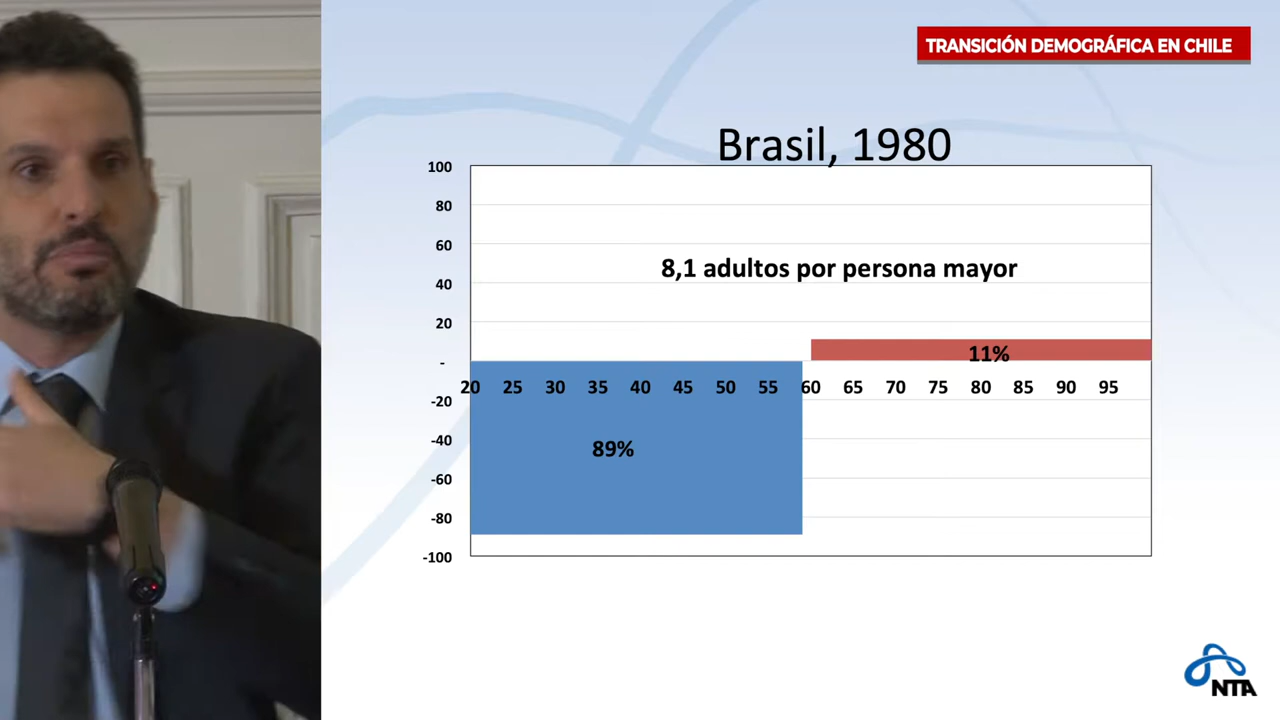 TRANSICIÓN DEMOGRÁFICA EN CHILE
Brasil, 1980
100
80
60
8,1 adultos por persona mayor
40
20
11%
-
20 25 30 35 40 45 50 55 60 65 70 75 80 85 90 95
-20
-40
89%
-60
-80
-100
NTA